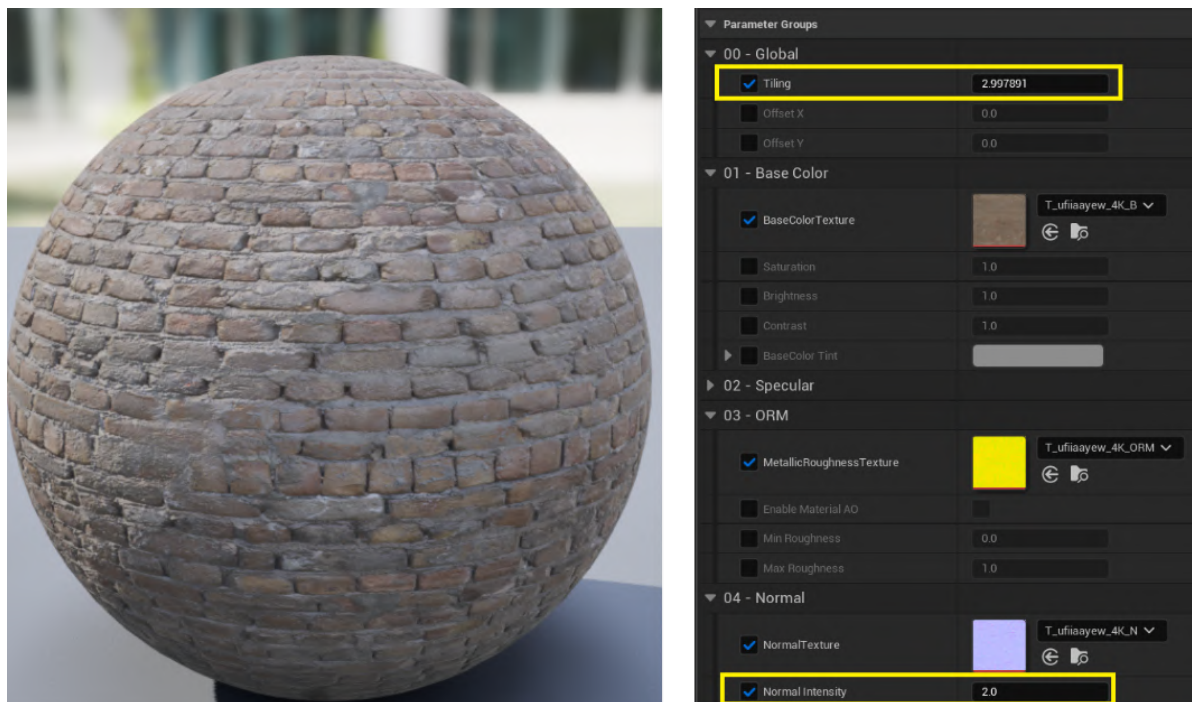 Parameter Groups
00 - Global
Tiling 2.997891
Offset X 0.0
Offset Y 0.0
01 - Base Color
BaseColorTexture T_ufiiaayew_4K_B
Saturation 1.0
Brightness 1.0
Contrast 1.0
BaseColor Tint
02 - Specular
03 - ORM
MetallicRoughnessTexture T_ufiiaayew_4K_ORM
Enable Material AO
Min Roughness 0.0
Max Roughness 1.0
04 - Normal
NormalTexture T_ufiiaayew_4K_N
Normal Intensity 2.0